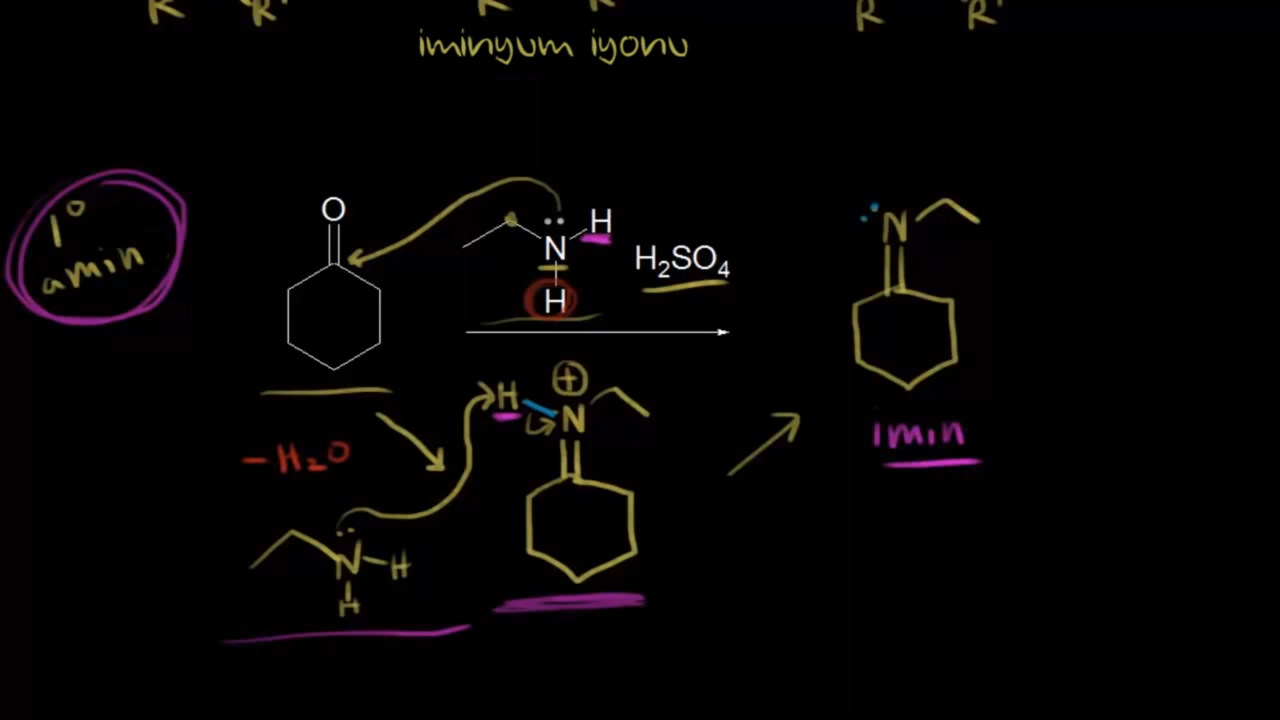 R R' R R' R R'
iminyum iyonu
1° amin
O
N H
H
H₂SO₄
H N ⊕
N
imin
-H₂O
N H
H